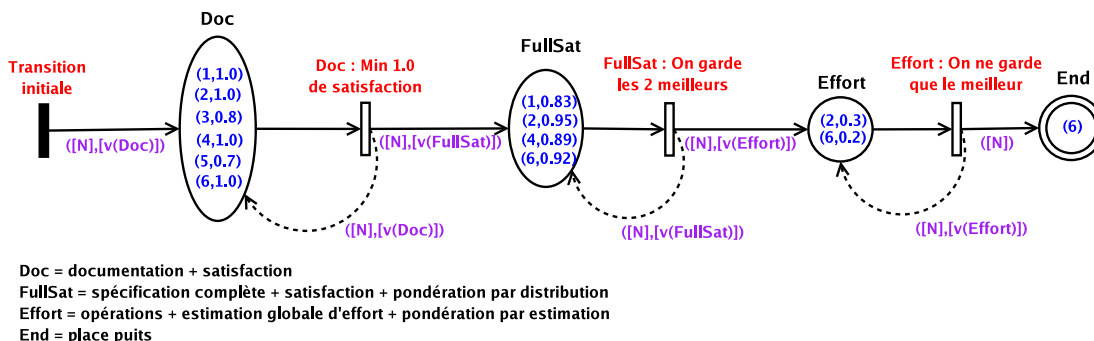 Doc
FullSat
Effort
End
Transition
initiale
Doc : Min 1.0
de satisfaction
FullSat : On garde
les 2 meilleurs
Effort : On ne garde
que le meilleur
(1,1.0)
(2,1.0)
(3,0.8)
(4,1.0)
(5,0.7)
(6,1.0)
(1,0.83)
(2,0.95)
(4,0.89)
(6,0.92)
(2,0.3)
(6,0.2)
(6)
([N],[v(Doc)])
([N],[v(FullSat)])
([N],[v(Effort)])
([N])
([N],[v(Doc)])
([N],[v(FullSat)])
([N],[v(Effort)])
Doc = documentation + satisfaction
FullSat = spécification complète + satisfaction + pondération par distribution
Effort = opérations + estimation globale d'effort + pondération par estimation
End = place puits